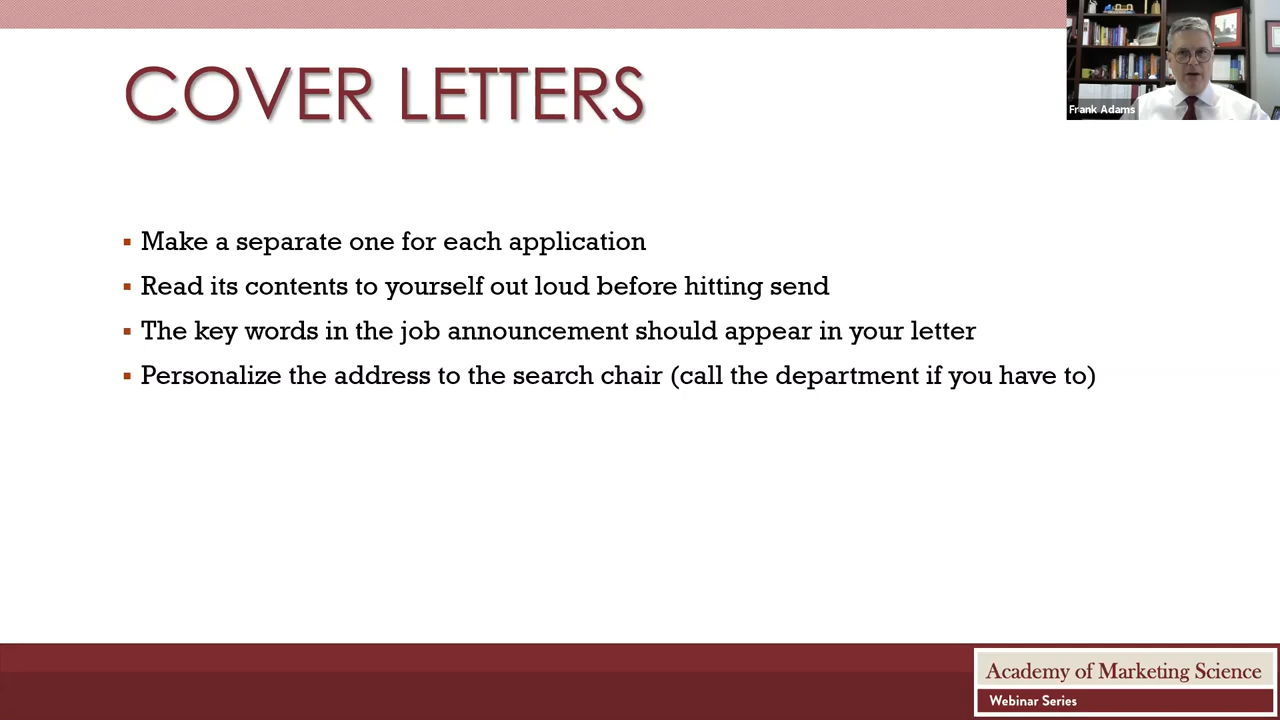 COVER LETTERS
Frank Adams
Make a separate one for each application
Read its contents to yourself out loud before hitting send
The key words in the job announcement should appear in your letter
Personalize the address to the search chair (call the department if you have to)
Academy of Marketing Science
Webinar Series